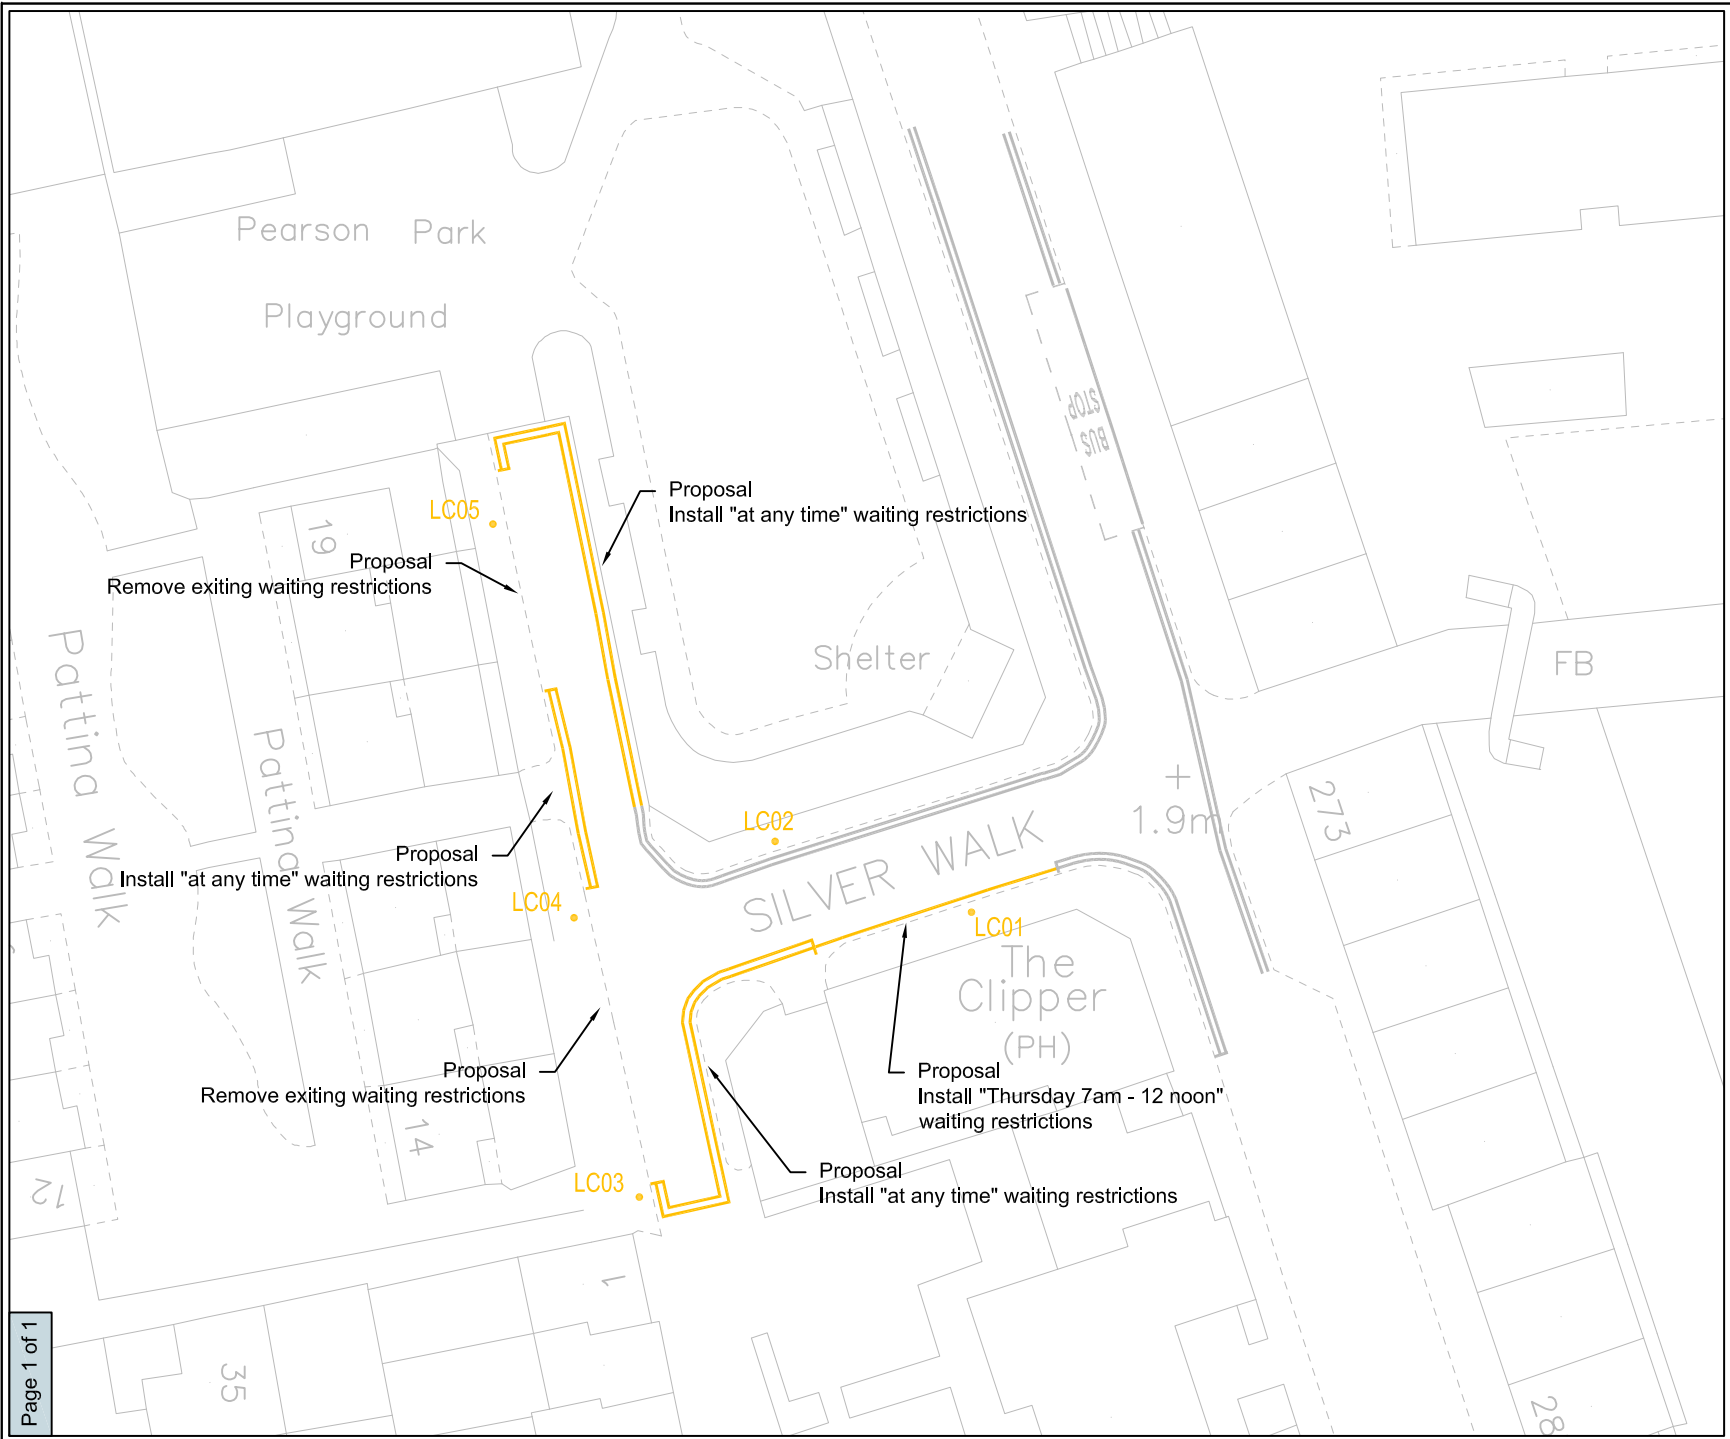 Pearson Park
Playground
BUS
STOP
LC05
Proposal
Install "at any time" waiting restrictions
19
Proposal
Remove exiting waiting restrictions
Pattina Walk
Pattina Walk
Shelter
FB
1.9m
273
LC02
SILVER WALK
Proposal
Install "at any time" waiting restrictions
LC04
LC01
The
Clipper
(PH)
Proposal
Remove exiting waiting restrictions
Proposal
Install "Thursday 7am - 12 noon"
waiting restrictions
14
Proposal
Install "at any time" waiting restrictions
LC03
12
1
35
28
Page 1 of 1